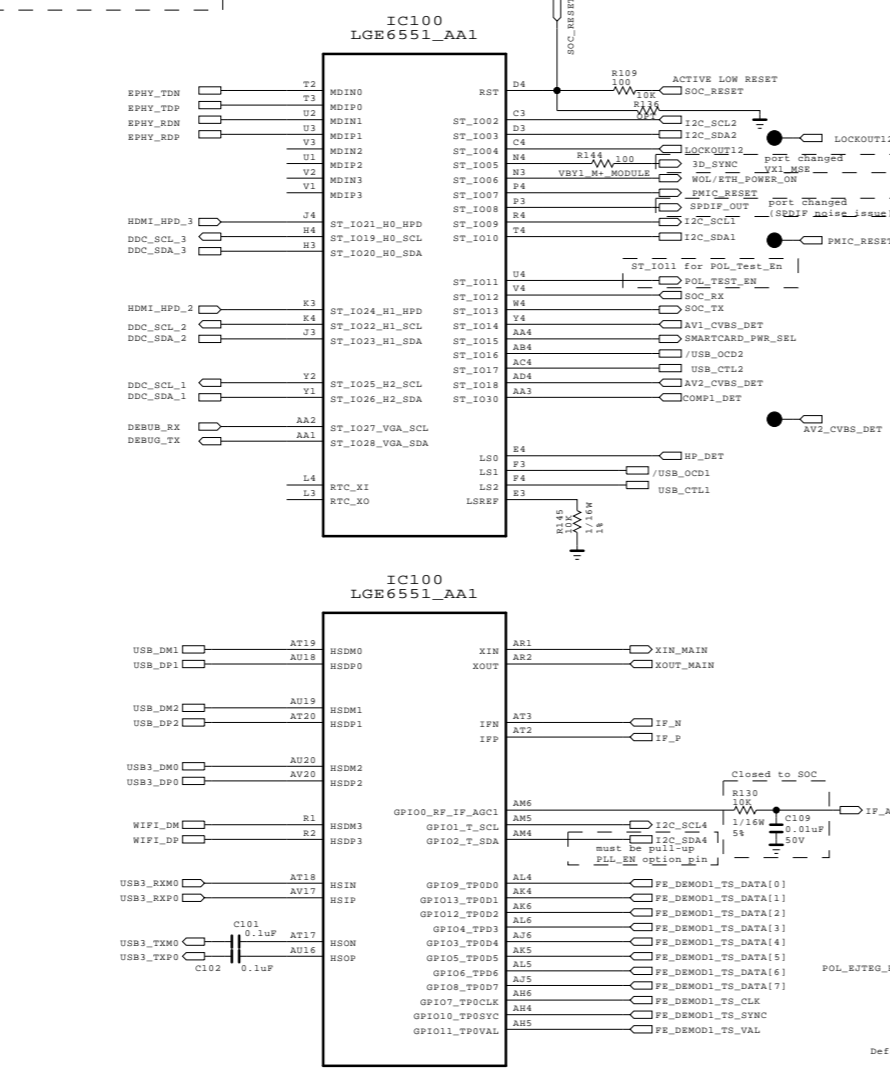 SOC_RESET
IC100
LGE6551_AA1
EPHY_TDN T2 MDIN0
EPHY_TDP T3 MDIP0
EPHY_RDN U2 MDIN1
EPHY_RDP U3 MDIP1
V3 MDIN2
U1 MDIP2
V2 MDIN3
V1 MDIP3
HDMI_HPD_3 J4 ST_IO21_H0_HPD
DDC_SCL_3 H4 ST_IO19_H0_SCL
DDC_SDA_3 H3 ST_IO20_H0_SDA
HDMI_HPD_2 K3 ST_IO24_H1_HPD
DDC_SCL_2 K4 ST_IO22_H1_SCL
DDC_SDA_2 J3 ST_IO23_H1_SDA
DDC_SCL_1 Y2 ST_IO25_H2_SCL
DDC_SDA_1 Y1 ST_IO26_H2_SDA
DEBUB_RX AA2 ST_IO27_VGA_SCL
DEBUG_TX AA1 ST_IO28_VGA_SDA
L4 RTC_XI
L3 RTC_XO
RST D4 R109 100 ACTIVE LOW RESET
SOC_RESET
10K
R136
OPT
ST_IO02 C3 I2C_SCL2
ST_IO03 D3 I2C_SDA2
ST_IO04 C4 LOCKOUT12
ST_IO05 N4 R144 100 3D_SYNC port changed
VBY1_M+_MODULE VX1_MSE
ST_IO06 N3 WOL/ETH_POWER_ON
ST_IO07 P4 PMIC_RESET
ST_IO08 P3 SPDIF_OUT port changed
(SPDIF noise issue)
ST_IO09 R4 I2C_SCL1
ST_IO10 T4 I2C_SDA1
LOCKOUT12
PMIC_RESET
ST_IO11 for POL_Test_En
ST_IO11 U4 POL_TEST_EN
ST_IO12 V4 SOC_RX
ST_IO13 W4 SOC_TX
ST_IO14 Y4 AV1_CVBS_DET
ST_IO15 AA4 SMARTCARD_PWR_SEL
ST_IO16 AB4 /USB_OCD2
ST_IO17 AC4 USB_CTL2
ST_IO18 AD4 AV2_CVBS_DET
ST_IO30 AA3 COMP1_DET
AV2_CVBS_DET
LS0 E4 HP_DET
LS1 F3 /USB_OCD1
LS2 F4 USB_CTL1
LSREF E3
R145
10K
1/16W
1%
IC100
LGE6551_AA1
USB_DM1 AT19 HSDM0
USB_DP1 AU18 HSDP0
USB_DM2 AU19 HSDM1
USB_DP2 AT20 HSDP1
USB3_DM0 AU20 HSDM2
USB3_DP0 AV20 HSDP2
WIFI_DM R1 HSDM3
WIFI_DP R2 HSDP3
USB3_RXM0 AT18 HSIN
USB3_RXP0 AV17 HSIP
C101
0.1uF
USB3_TXM0 AT17 HSON
USB3_TXP0 AU16 HSOP
C102 0.1uF
XIN AR1 XIN_MAIN
XOUT AR2 XOUT_MAIN
IFN AT3 IF_N
IFP AT2 IF_P
Closed to SOC
R130
10K
1/16W
5%
C109
0.01uF
50V
IF_A
GPIO0_RF_IF_AGC1 AM6
GPIO1_T_SCL AM5 I2C_SCL4
GPIO2_T_SDA AM4 I2C_SDA4
must be pull-up
PLL_EN option pin
GPIO9_TP0D0 AL4 FE_DEMOD1_TS_DATA[0]
GPIO13_TP0D1 AK4 FE_DEMOD1_TS_DATA[1]
GPIO12_TP0D2 AK6 FE_DEMOD1_TS_DATA[2]
GPIO4_TPD3 AL6 FE_DEMOD1_TS_DATA[3]
GPIO3_TP0D4 AJ6 FE_DEMOD1_TS_DATA[4]
GPIO5_TP0D5 AK5 FE_DEMOD1_TS_DATA[5]
GPIO6_TPD6 AL5 FE_DEMOD1_TS_DATA[6]
GPIO8_TP0D7 AJ5 FE_DEMOD1_TS_DATA[7]
GPIO7_TP0CLK AH6 FE_DEMOD1_TS_CLK
GPIO10_TP0SYC AH4 FE_DEMOD1_TS_SYNC
GPIO11_TP0VAL AH5 FE_DEMOD1_TS_VAL
POL_EJTEG_
Def